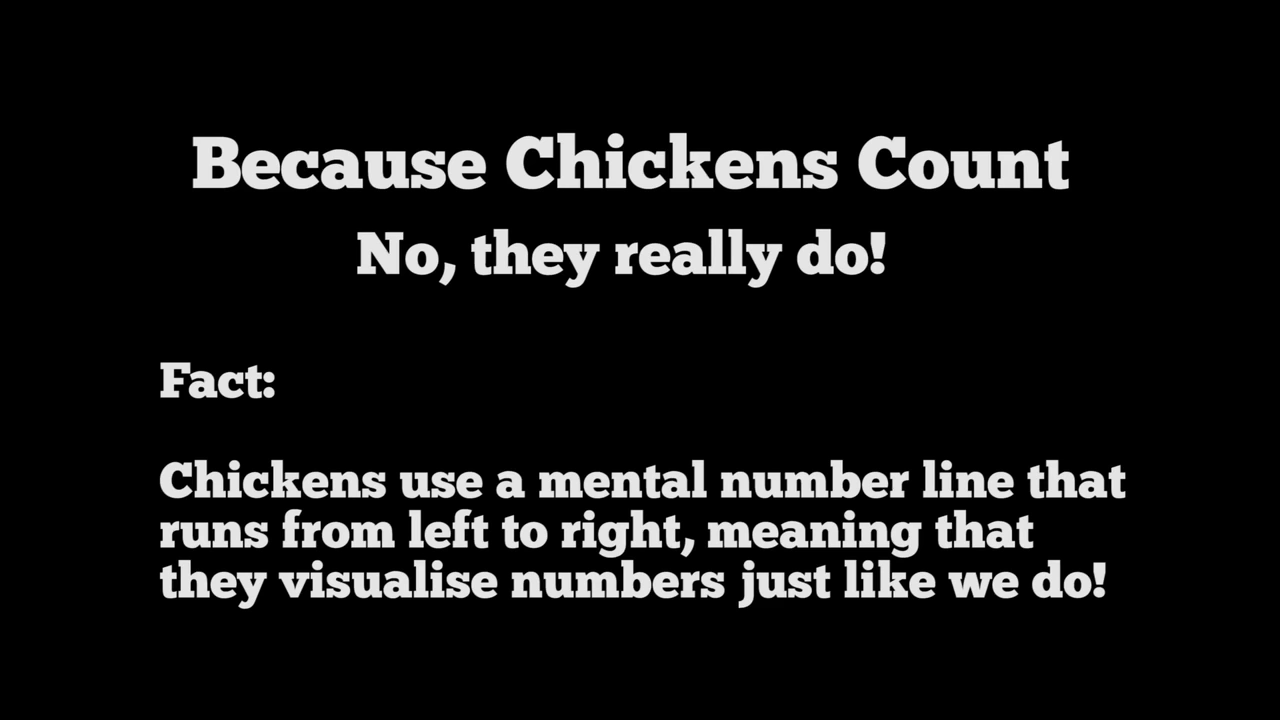 Because Chickens Count
No, they really do!
Fact:
Chickens use a mental number line that
runs from left to right, meaning that
they visualise numbers just like we do!